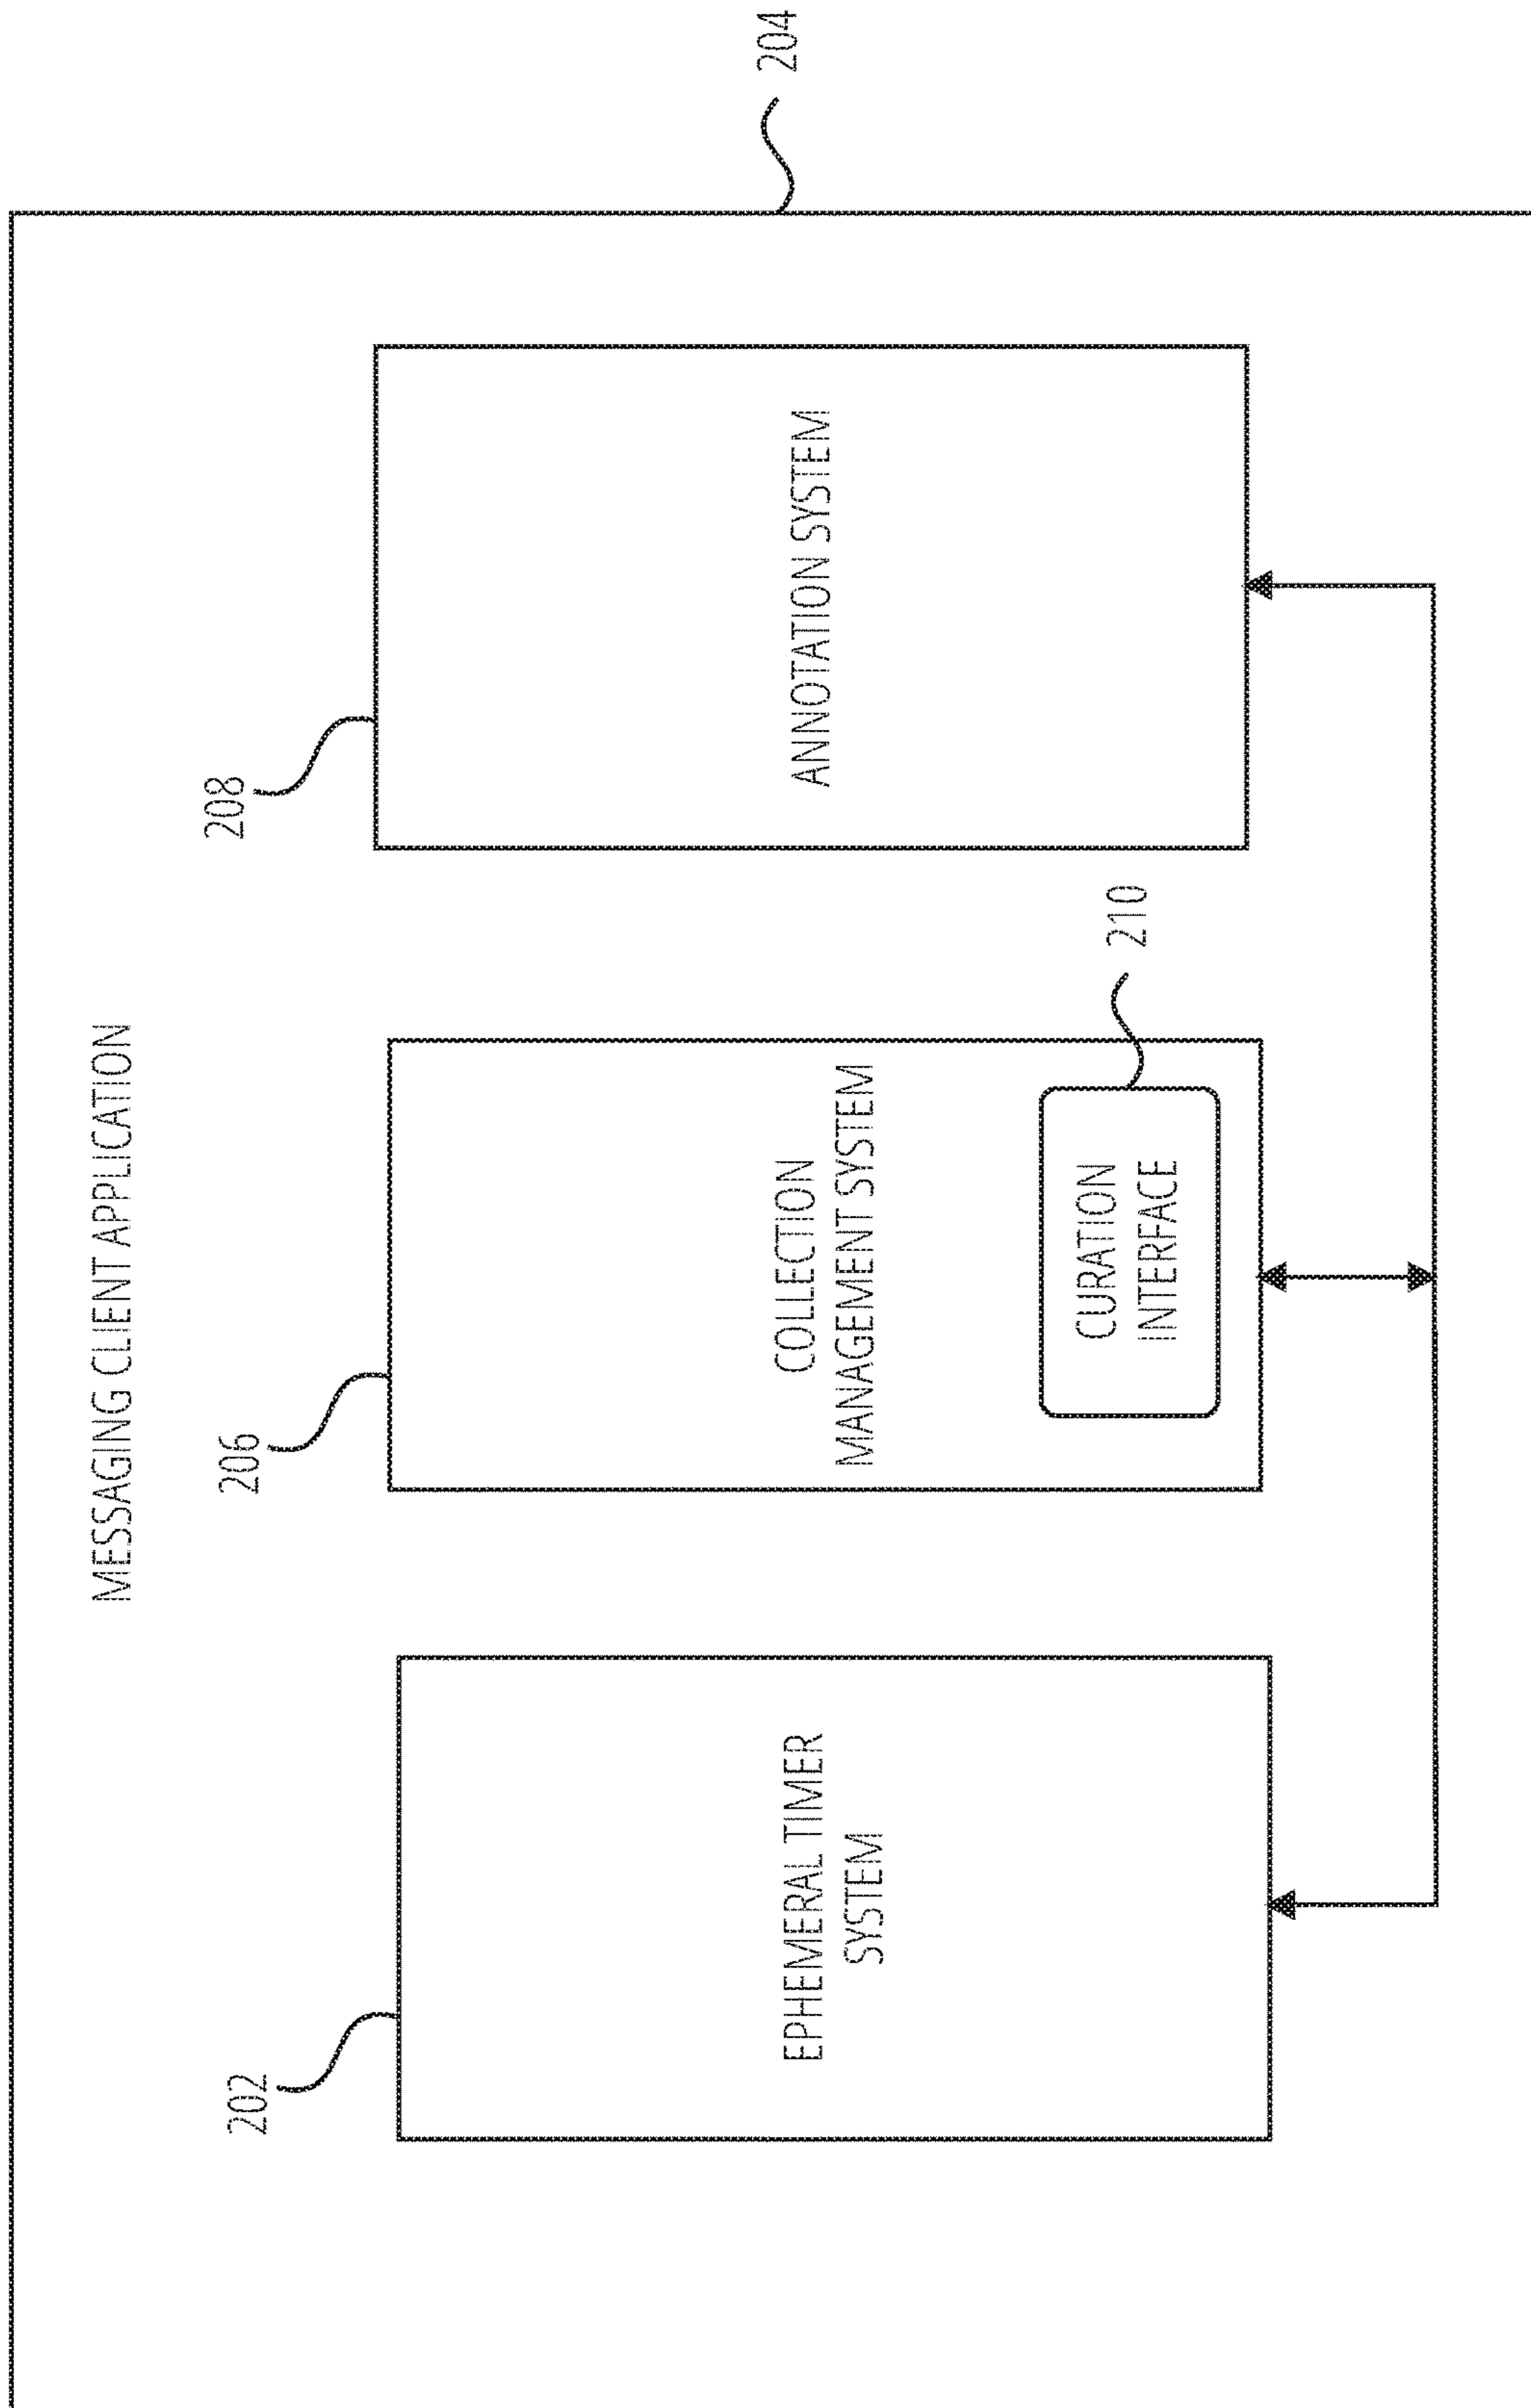 MESSAGING CLIENT APPLICATION
202
206
208
204
EPHEMERAL TIMER
SYSTEM
COLLECTION
MANAGEMENT SYSTEM
ANNOTATION SYSTEM
210
CURATION
INTERFACE